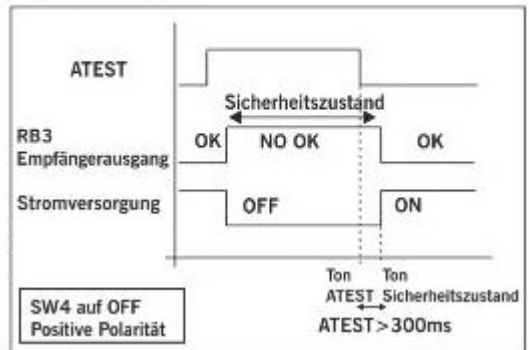 ATEST
Sicherheitszustand
RB3
Empfängerausgang
OK
NO OK
OK
Stromversorgung
OFF
ON
Ton
Ton
ATEST
Sicherheitszustand
ATEST>300ms
SW4 auf OFF
Positive Polarität